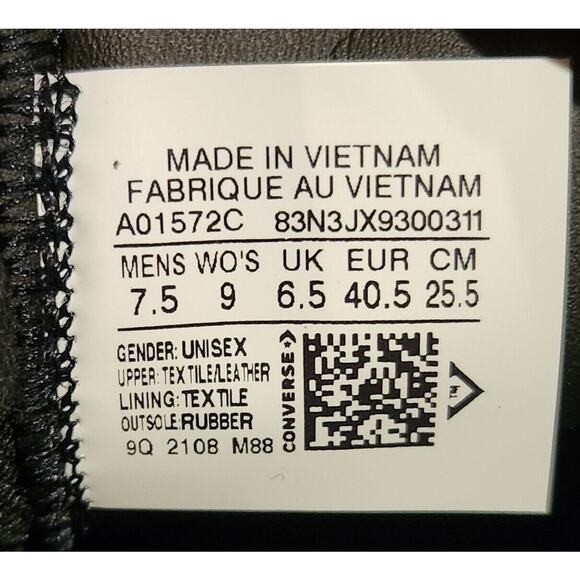 MADE IN VIETNAM
FABRIQUE AU VIETNAM
A01572C 83N3JX9300311
MENS WO'S UK EUR CM
7.5 9 6.5 40.5 25.5
GENDER: UNISEX
UPPER: TEXTILE/LEATHER
LINING: TEXTILE
OUTSOLE: RUBBER
9Q 2108 M88
CONVERSE
TM